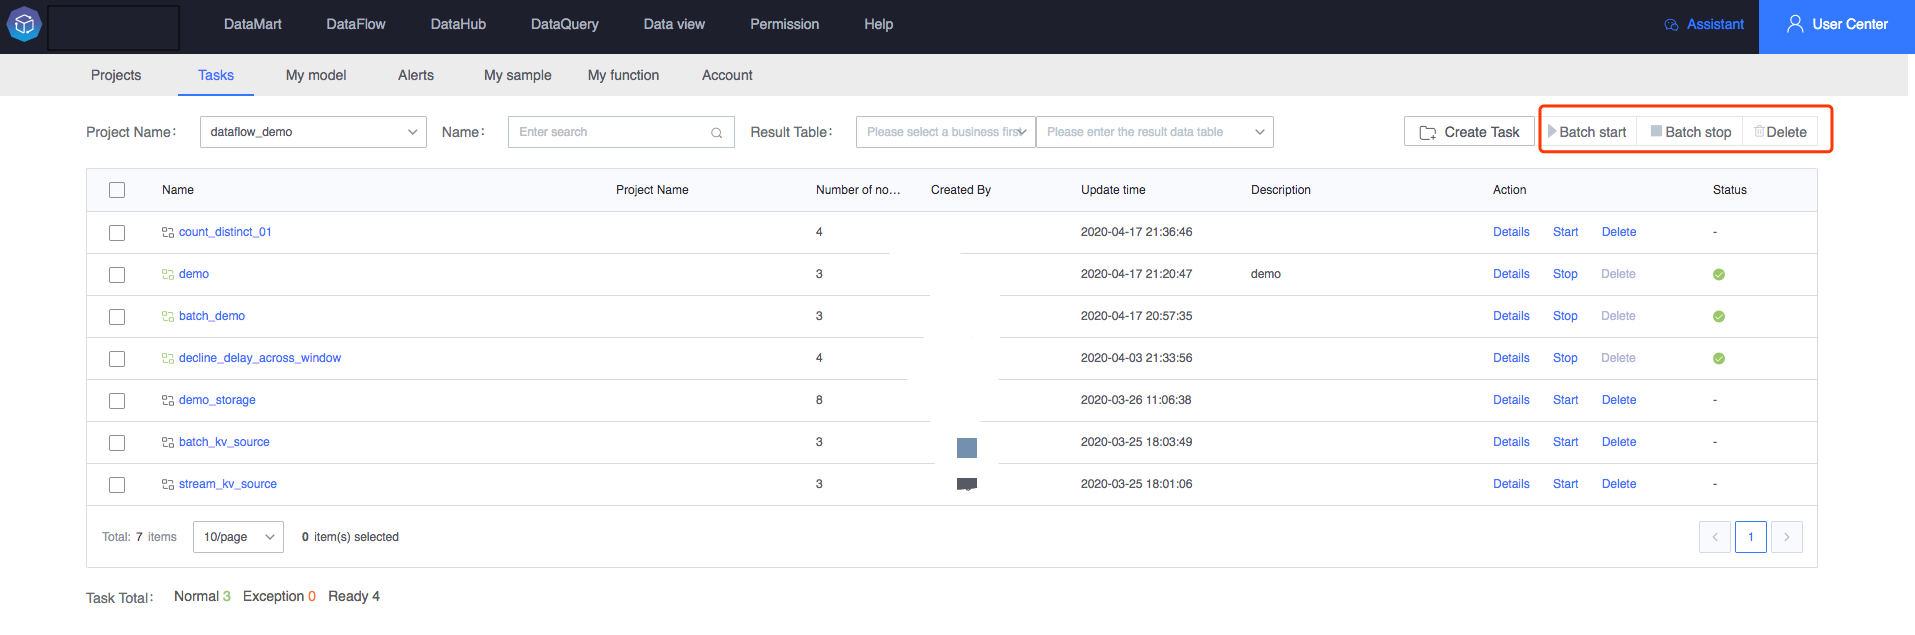 DataMart DataFlow DataHub DataQuery Data view Permission Help Assistant User Center
Projects Tasks My model Alerts My sample My function Account
Project Name: dataflow_demo Name: Enter search Result Table: Please select a business first Please enter the result data table Create Task Batch start Batch stop Delete
Name Project Name Number of no... Created By Update time Description Action Status
count_distinct_01 4 2020-04-17 21:36:46 Details Start Delete -
demo 3 2020-04-17 21:20:47 demo Details Stop Delete
batch_demo 3 2020-04-17 20:57:35 Details Stop Delete
decline_delay_across_window 4 2020-04-03 21:33:56 Details Stop Delete
demo_storage 8 2020-03-26 11:06:38 Details Start Delete -
batch_kv_source 3 2020-03-25 18:03:49 Details Start Delete -
stream_kv_source 3 2020-03-25 18:01:06 Details Start Delete -
Total: 7 items 10/page 0 item(s) selected < 1 >
Task Total: Normal 3 Exception 0 Ready 4